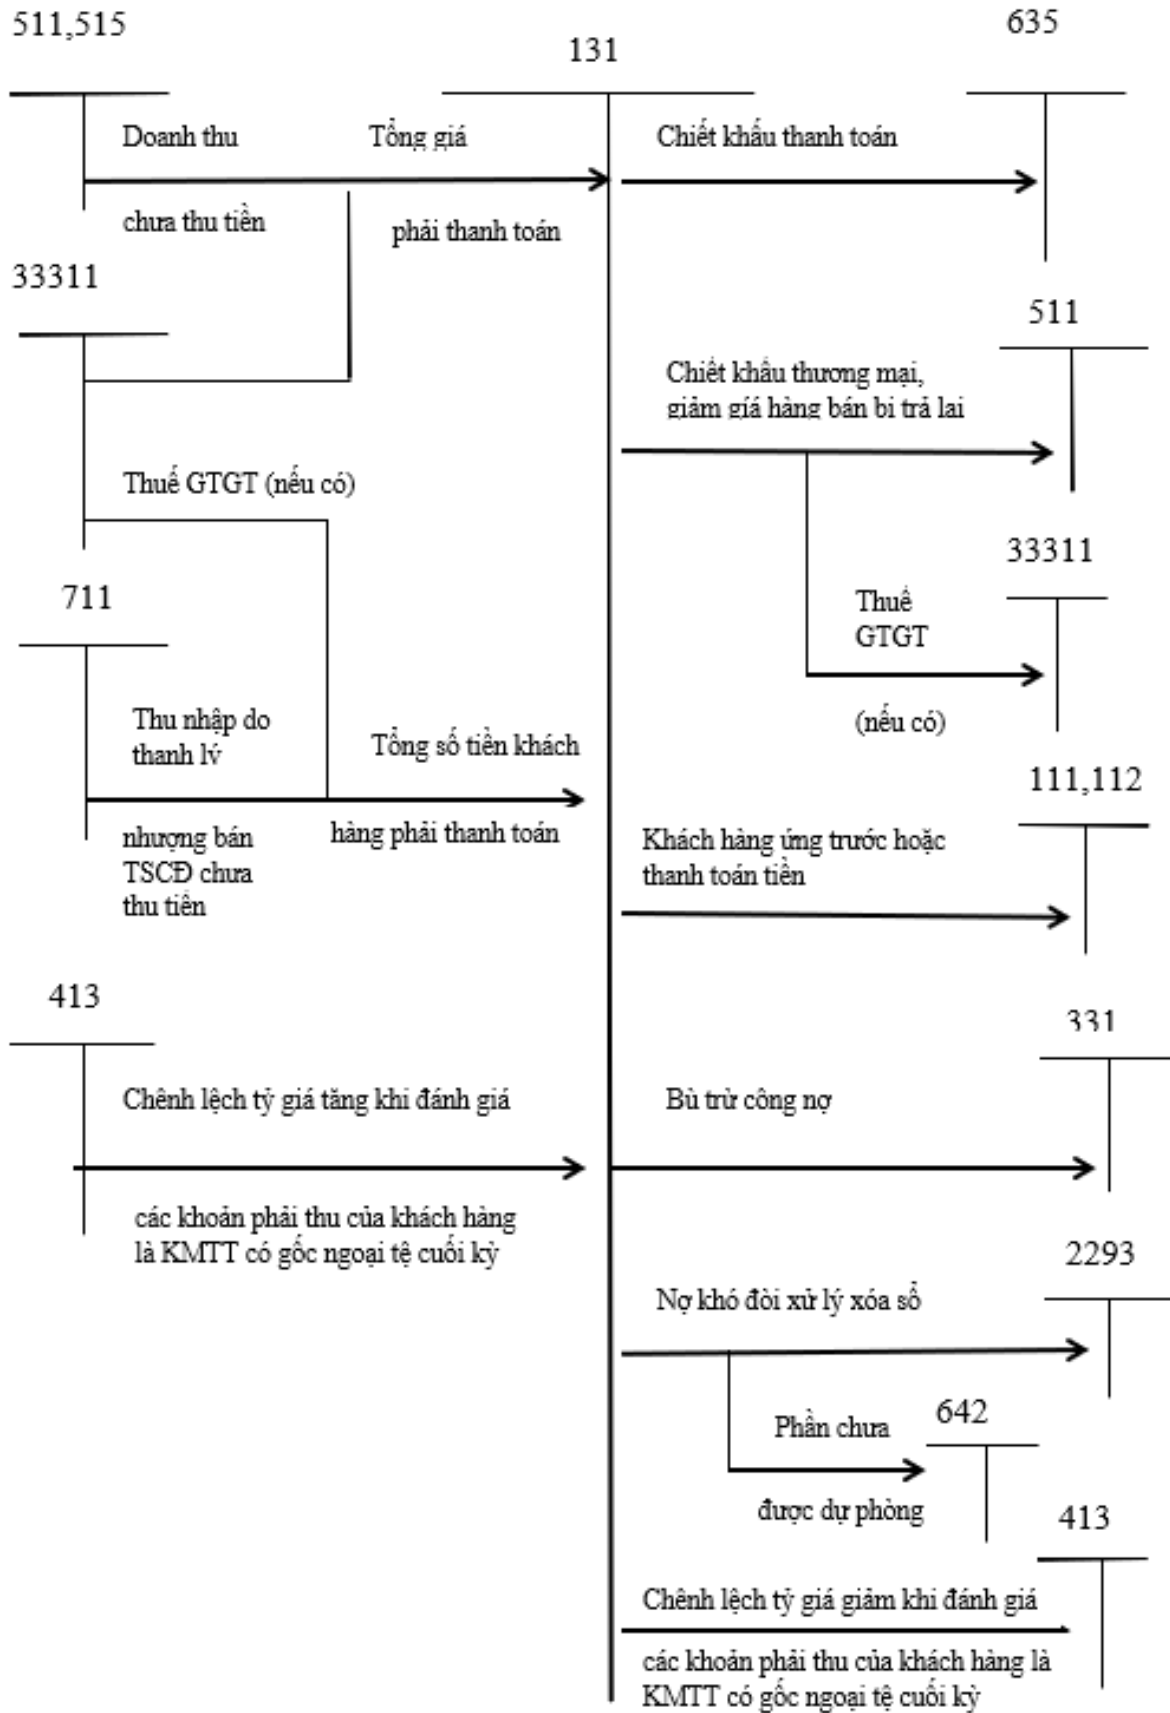 511,515
131
635
Doanh thu
Tổng giá
Chiết khấu thanh toán
chưa thu tiền
phải thanh toán
33311
511
Chiết khấu thương mại,
giảm gíá hàng bán bị trả lại
Thuế GTGT (nếu có)
33311
711
Thuế
GTGT
(nếu có)
Thu nhập do
thanh lý
Tổng số tiền khách
111,112
nhượng bán
TSCĐ chưa
thu tiền
hàng phải thanh toán
Khách hàng ứng trước hoặc
thanh toán tiền
413
331
Chênh lệch tỷ giá tăng khi đánh giá
Bù trừ công nợ
các khoản phải thu của khách hàng
là KMTT có gốc ngoại tệ cuối kỳ
2293
Nợ khó đòi xử lý xóa sổ
642
Phần chưa
được dự phòng
413
Chênh lệch tỷ giá giảm khi đánh giá
các khoản phải thu của khách hàng là
KMTT có gốc ngoại tệ cuối kỳ